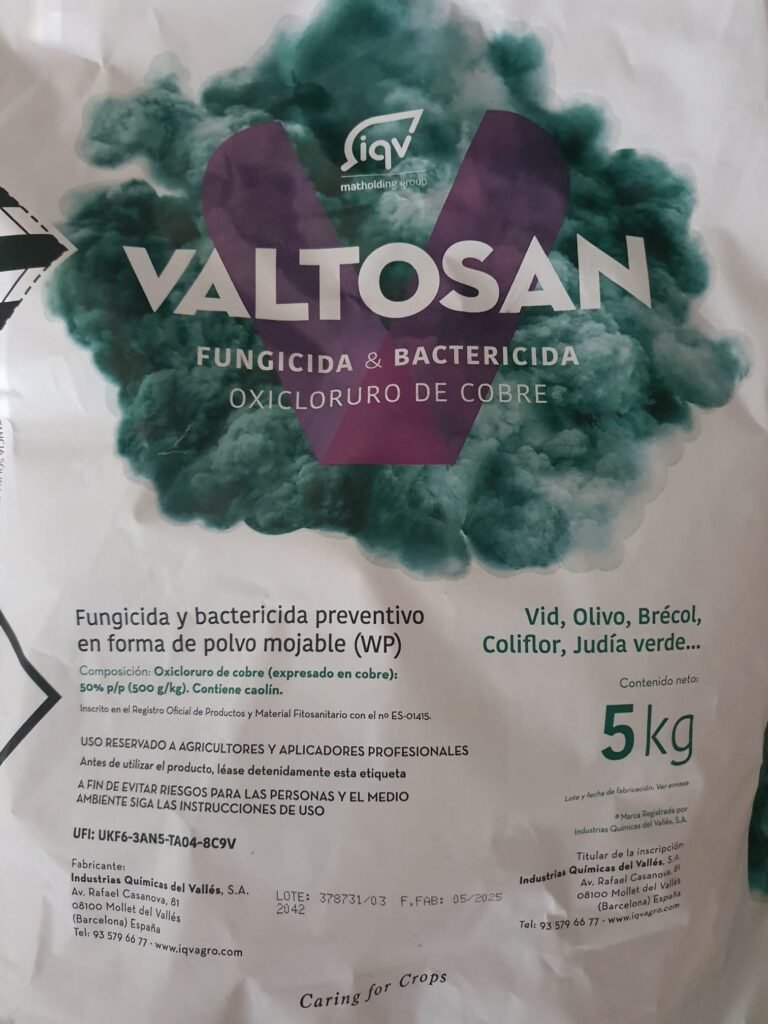 iqv
matholding group
VALTOSAN
FUNGICIDA & BACTERICIDA
OXICLORURO DE COBRE
Fungicida y bactericida preventivo
en forma de polvo mojable (WP)
Composición: Oxicloruro de cobre (expresado en cobre):
50% p/p (500 g/kg). Contiene caolín.
Inscrito en el Registro Oficial de Productos y Material Fitosanitario con el nº ES-01415.
USO RESERVADO A AGRICULTORES Y APLICADORES PROFESIONALES
Antes de utilizar el producto, léase detenidamente esta etiqueta
A FIN DE EVITAR RIESGOS PARA LAS PERSONAS Y EL MEDIO
AMBIENTE SIGA LAS INSTRUCCIONES DE USO
UFI: UKF6-3AN5-TA04-8C9V
Fabricante:
Industrias Químicas del Vallés, S.A.
Av. Rafael Casanova, 81
08100 Mollet del Vallés
(Barcelona) España
Tel: 93 579 66 77 · www.iqvagro.com
LOTE: 378731/03 F.FAB: 05/2025
2042
Vid, Olivo, Brécol,
Coliflor, Judía verde...
Contenido neto:
5kg
Lote y fecha de fabricación: Ver envase
® Marca Registrada por
Industrias Químicas del Vallés, S.A.
Titular de la inscripción:
Industrias Químicas del Vallés, S.A.
Av. Rafael Casanova, 81
08100 Mollet del Vallés
(Barcelona) España
Tel: 93 579 66 77 · www.iqvagro.com
Caring for Crops